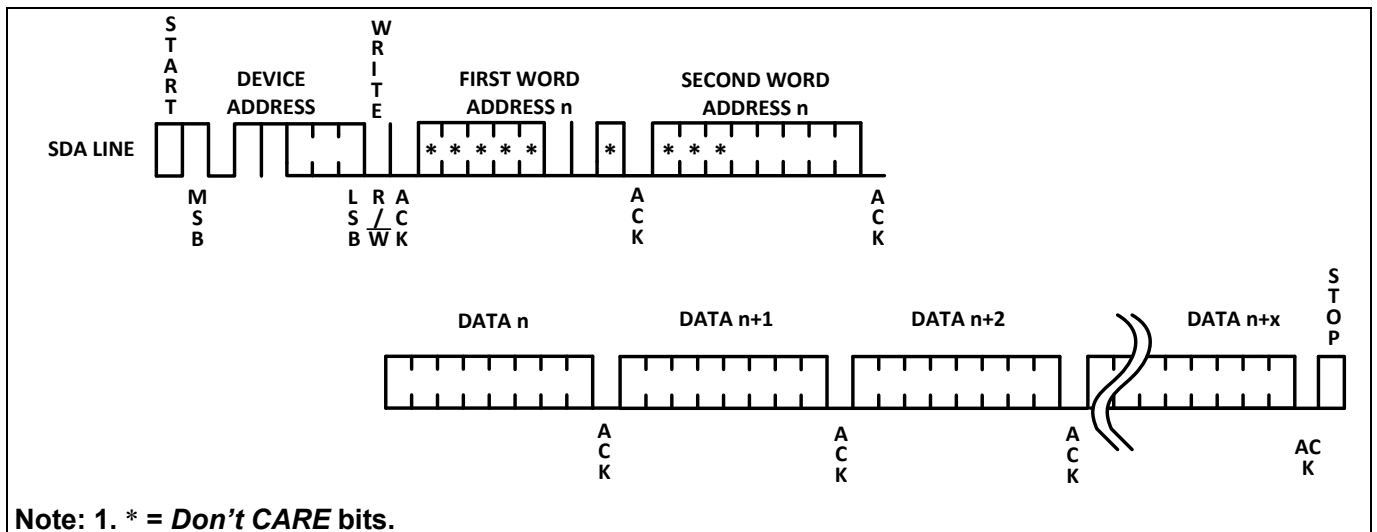 START
WRITE
DEVICE
ADDRESS
FIRST WORD
ADDRESS n
SECOND WORD
ADDRESS n
SDA LINE
* * * * *
*
* * *
MSB
LSB
R/W
ACK
ACK
ACK
STOP
DATA n
DATA n+1
DATA n+2
DATA n+x
ACK
ACK
ACK
ACK
Note: 1. * = Don't CARE bits.